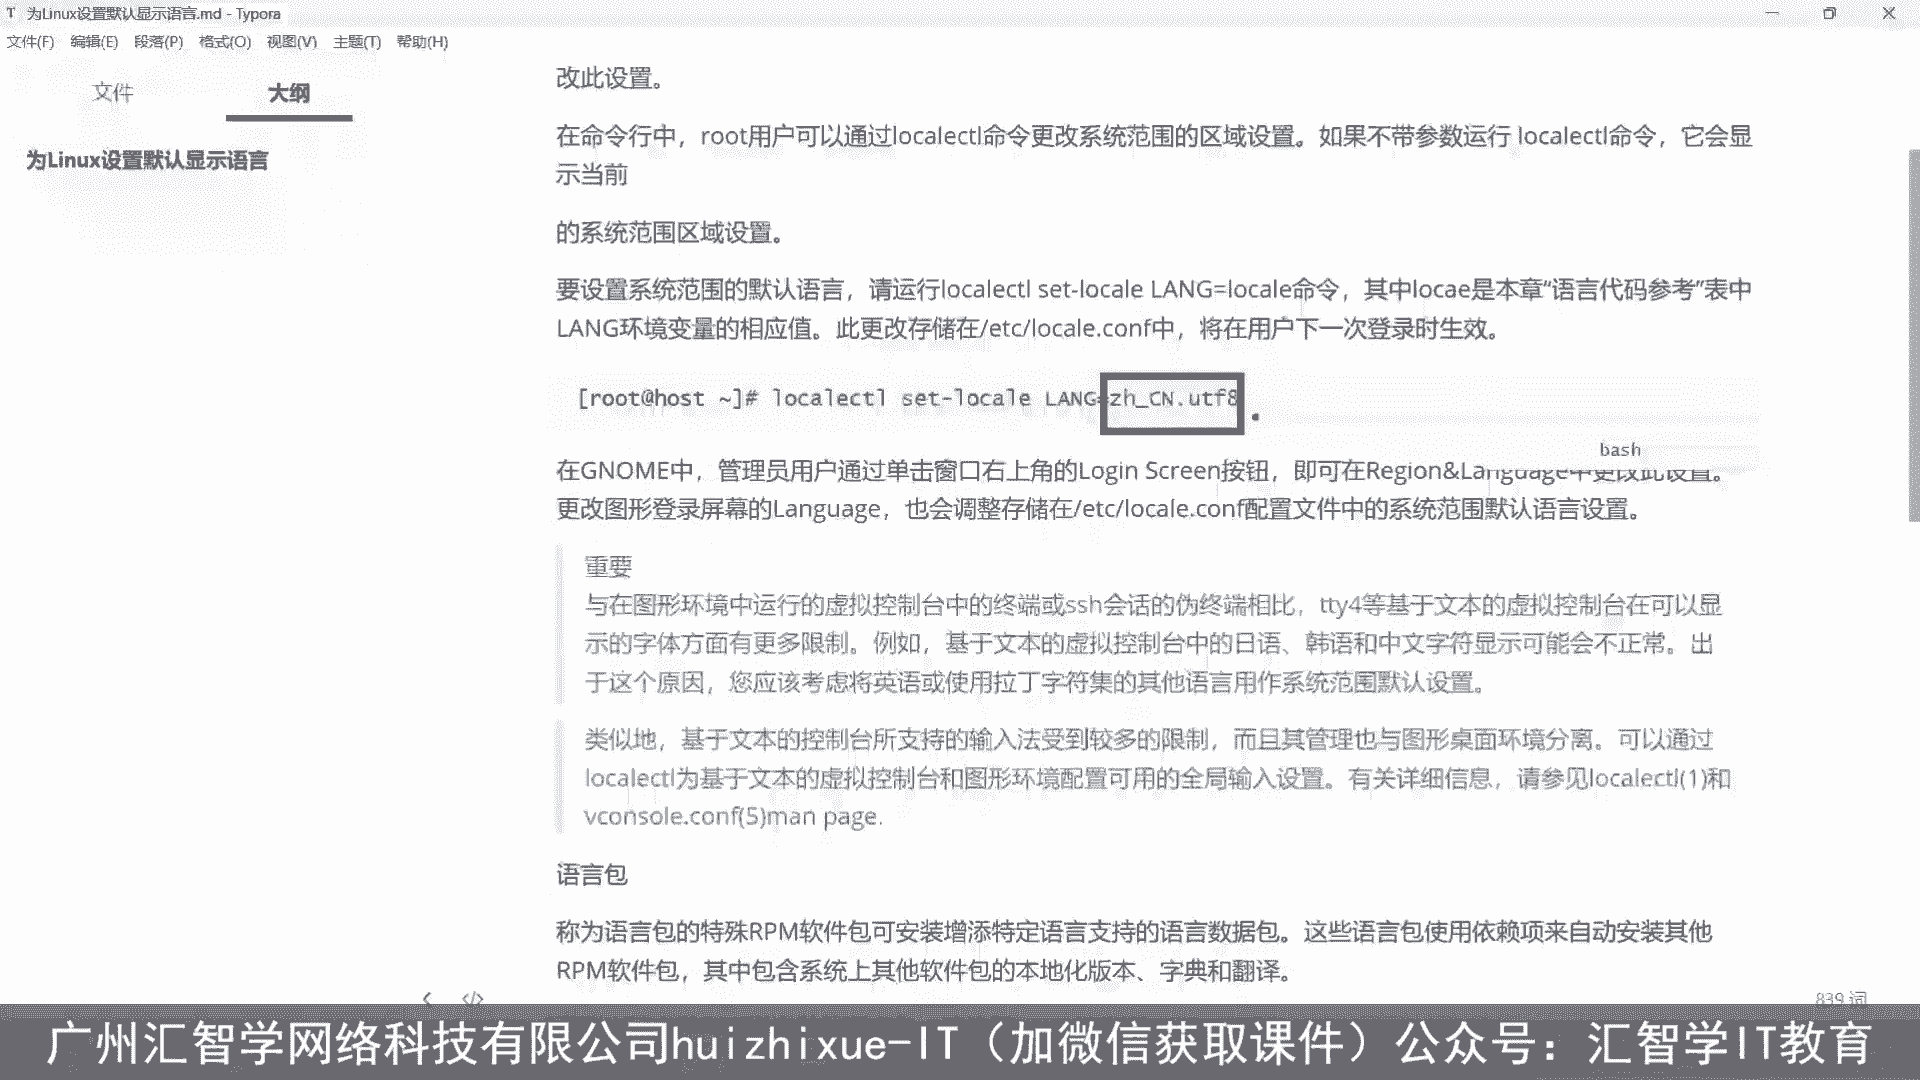 T 为Linux设置默认显示语言.md - Typora
文件(F) 编辑(E) 段落(P) 格式(O) 视图(V) 主题(T) 帮助(H)
文件 大纲
为Linux设置默认显示语言
改此设置。
在命令行中，root用户可以通过localectl命令更改系统范围的区域设置。如果不带参数运行 localectl命令，它会显
示当前
的系统范围区域设置。
要设置系统范围的默认语言，请运行localectl set-locale LANG=locale命令，其中locae是本章“语言代码参考”表中
LANG环境变量的相应值。此更改存储在/etc/locale.conf中，将在用户下一次登录时生效。
[root@host ~]# localectl set-locale LANG=zh_CN.utf8
bash
在GNOME中，管理员用户通过单击窗口右上角的Login Screen按钮，即可在Region&Language中更改此设置。
更改图形登录屏幕的Language，也会调整存储在/etc/locale.conf配置文件中的系统范围默认语言设置。
重要
与在图形环境中运行的虚拟控制台中的终端或ssh会话的伪终端相比，tty4等基于文本的虚拟控制台在可以显
示的字体方面有更多限制。例如，基于文本的虚拟控制台中的日语、韩语和中文字符显示可能会不正常。出
于这个原因，您应该考虑将英语或使用拉丁字符集的其他语言用作系统范围默认设置。
类似地，基于文本的控制台所支持的输入法受到较多的限制，而且其管理也与图形桌面环境分离。可以通过
localectl为基于文本的虚拟控制台和图形环境配置可用的全局输入设置。有关详细信息，请参见localectl(1)和
vconsole.conf(5)man page.
语言包
称为语言包的特殊RPM软件包可安装增添特定语言支持的语言数据包。这些语言包使用依赖项来自动安装其他
RPM软件包，其中包含系统上其他软件包的本地化版本、字典和翻译。
839 词
广州汇智学网络科技有限公司huizhixue-IT（加微信获取课件）公众号：汇智学IT教育